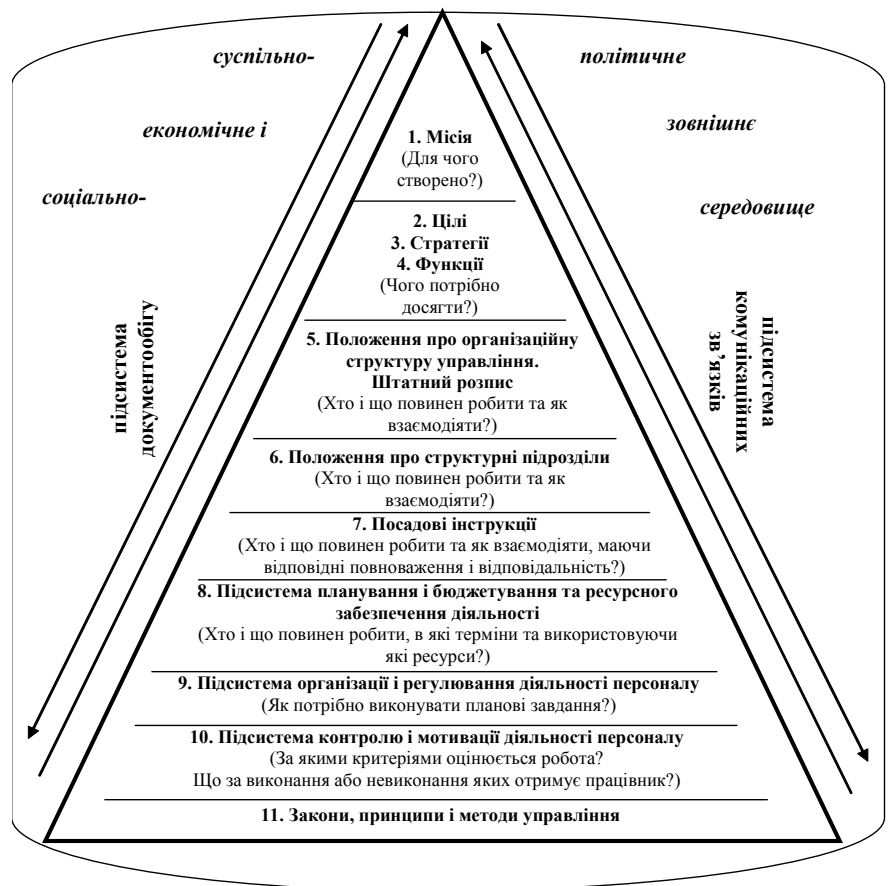 суспільно-
політичне
економічне і
зовнішнє
соціально-
середовище
1. Місія
(Для чого
створено?)
2. Цілі
3. Стратегії
4. Функції
(Чого потрібно
досягти?)
підсистема
документообігу
підсистема
комунікаційних
зв’язків
5. Положення про організаційну
структуру управління.
Штатний розпис
(Хто і що повинен робити та як
взаємодіяти?)
6. Положення про структурні підрозділи
(Хто і що повинен робити та як
взаємодіяти?)
7. Посадові інструкції
(Хто і що повинен робити та як взаємодіяти, маючи
відповідні повноваження і відповідальність?)
8. Підсистема планування і бюджетування та ресурсного
забезпечення діяльності
(Хто і що повинен робити, в які терміни та використовуючи
які ресурси?)
9. Підсистема організації і регулювання діяльності персоналу
(Як потрібно виконувати планові завдання?)
10. Підсистема контролю і мотивації діяльності персоналу
(За якими критеріями оцінюється робота?
Що за виконання або невиконання яких отримує працівник?)
11. Закони, принципи і методи управління